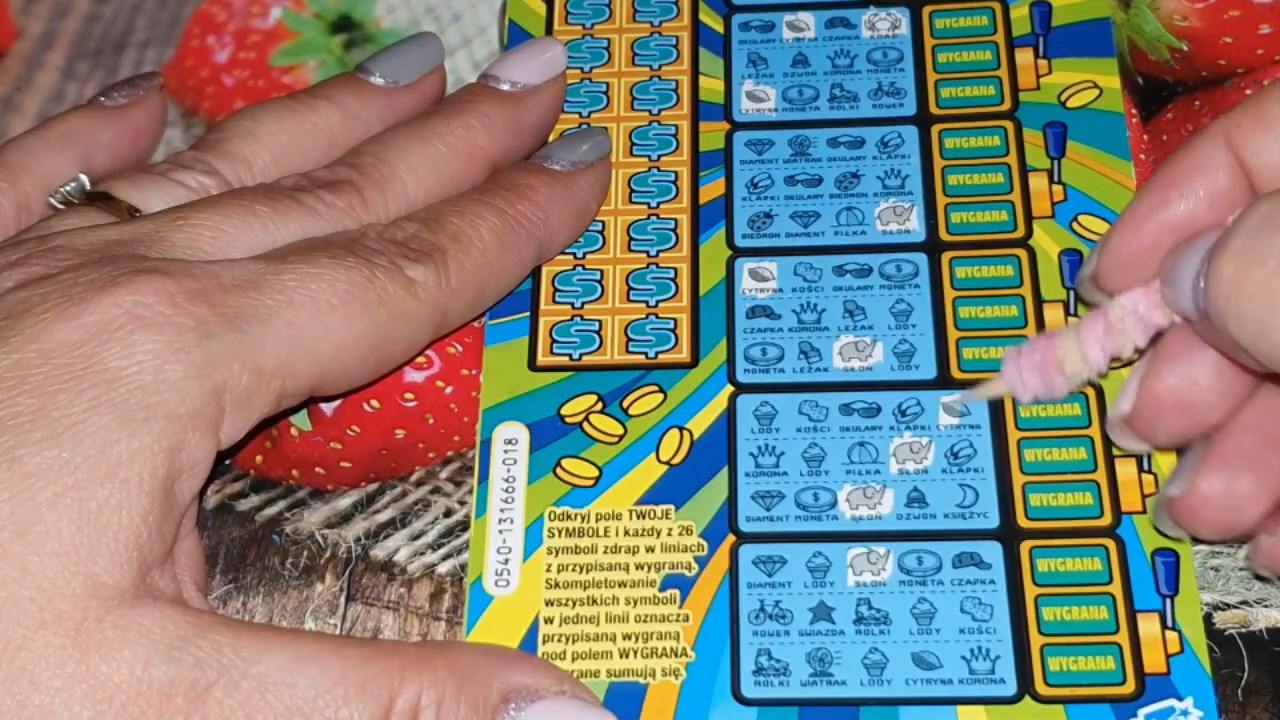 OKULARY CYTRYNA CZAPKA KRAB
LEŻAK DZWON KORONA MONETA
CYTRYNA MONETA ROLKI ROWER
WYGRANA
WYGRANA
WYGRANA
DIAMENT WIATRAK OKULARY KLAPKI
KLAPKI OKULARY BIEDRON KORONA
BIEDRON DIAMENT PIŁKA SŁOŃ
WYGRANA
WYGRANA
WYGRANA
CYTRYNA KOŚCI OKULARY MONETA
CZAPKA KORONA LEŻAK LODY
MONETA LEŻAK SŁOŃ LODY
WYGRANA
WYGRANA
WYGRA
LODY KOŚCI OKULARY KLAPKI CYTRYNA
KORONA LODY PIŁKA SŁOŃ KLAPKI
DIAMENT MONETA SŁOŃ DZWON KSIĘŻYC
WYGRANA
WYGRANA
WYGRANA
DIAMENT LODY SŁOŃ MONETA CZAPKA
ROWER GWIAZDA ROLKI LODY KOŚCI
ROLKI WIATRAK LODY CYTRYNA KORONA
WYGRANA
WYGRANA
WYGRANA
0540-131666-018
Odkryj pole TWOJE
SYMBOLE i każdy z 26
symboli zdrap w liniach
z przypisaną wygraną.
Skompletowanie
wszystkich symboli
w jednej linii oznacza
przypisaną wygraną
pod polem WYGRANA.
rane sumują się.